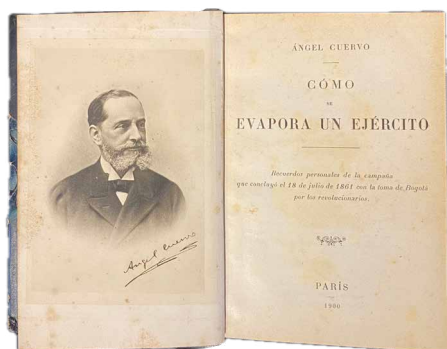 Angel Cuervo
ÁNGEL CUERVO
CÓMO
SE
EVAPORA UN EJÉRCITO
Recuerdos personales de la campaña
que concluyó el 18 de julio de 1861 con la toma de Bogotá
por los revolucionarios.
PARÍS
1900